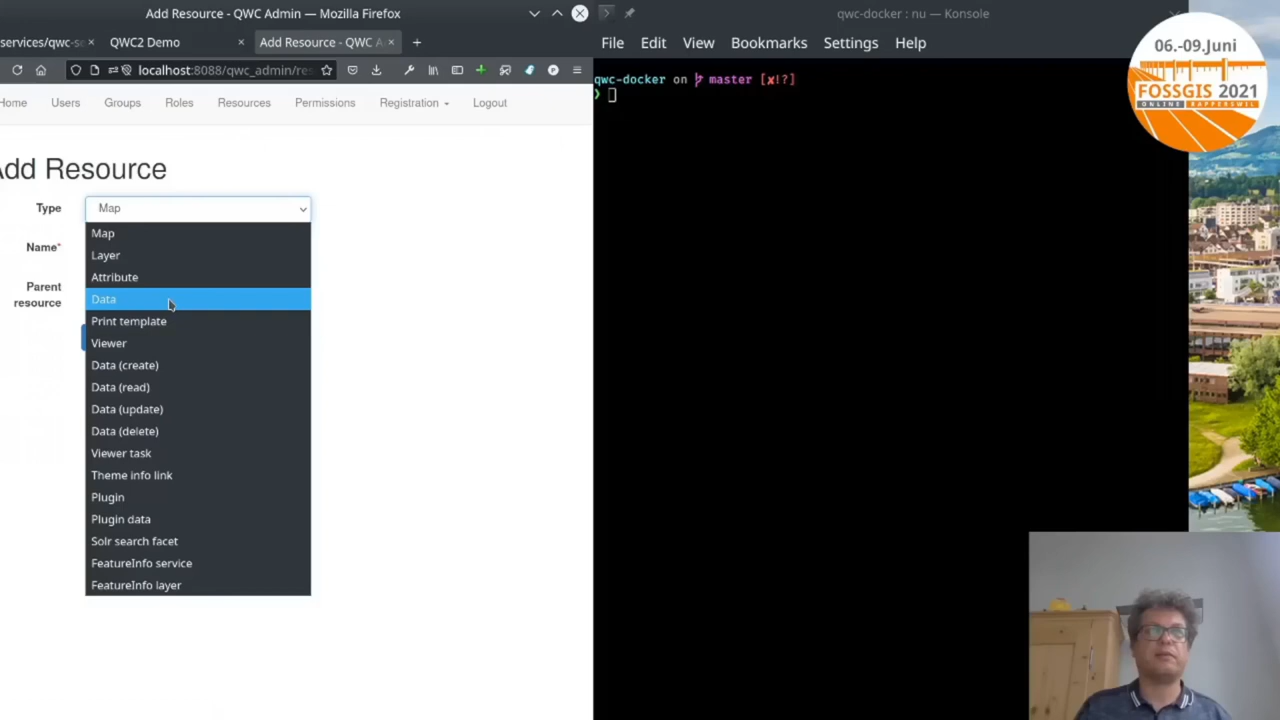 Add Resource - QWC Admin — Mozilla Firefox
services/qwc-se
QWC2 Demo
Add Resource - QWC A
localhost:8088/qwc_admin/res
Home Users Groups Roles Resources Permissions Registration Logout
Add Resource
Type
Map
Name*
Parent
resource
Map
Layer
Attribute
Data
Print template
Viewer
Data (create)
Data (read)
Data (update)
Data (delete)
Viewer task
Theme info link
Plugin
Plugin data
Solr search facet
FeatureInfo service
FeatureInfo layer
qwc-docker : nu — Konsole
File Edit View Bookmarks Settings Help
qwc-docker on master [✘!?]
❯
06.-09.Juni
FOSSGIS 2021
ONLINE RAPPERSWIL